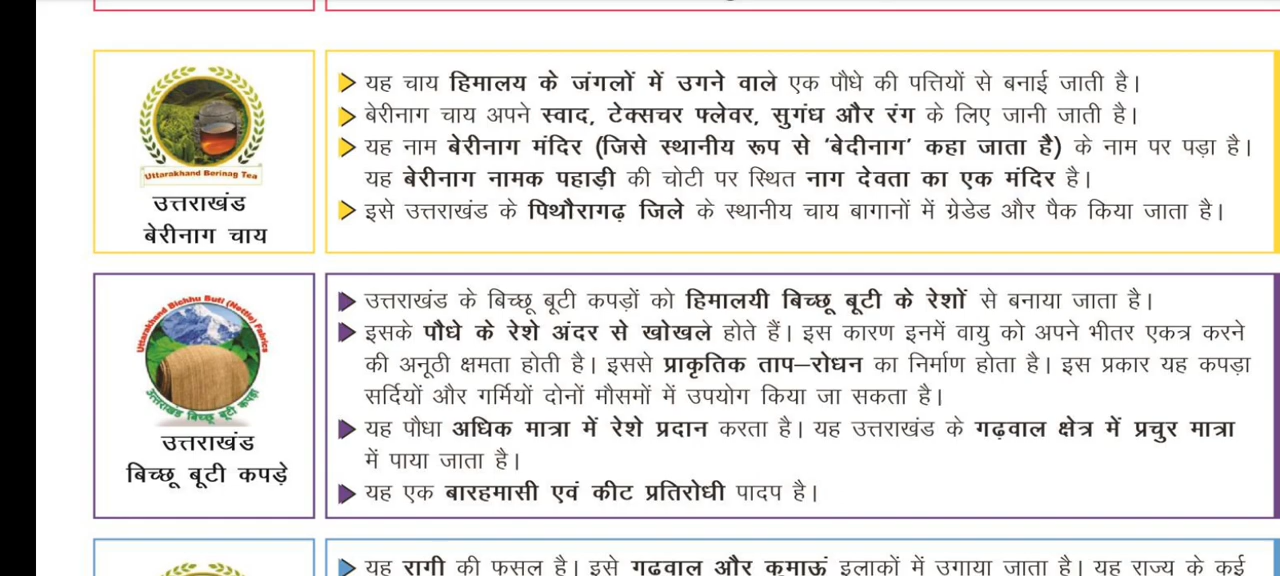 यह चाय हिमालय के जंगलों में उगने वाले एक पौधे की पत्तियों से बनाई जाती है।
बेरीनाग चाय अपने स्वाद, टेक्सचर फ्लेवर, सुगंध और रंग के लिए जानी जाती है।
यह नाम बेरीनाग मंदिर (जिसे स्थानीय रूप से 'बेदीनाग' कहा जाता है) के नाम पर पड़ा है।
यह बेरीनाग नामक पहाड़ी की चोटी पर स्थित नाग देवता का एक मंदिर है।
इसे उत्तराखंड के पिथौरागढ़ जिले के स्थानीय चाय बागानों में ग्रेडेड और पैक किया जाता है।
Uttarakhand Berinag Tea
उत्तराखंड
बेरीनाग चाय
Uttarakhand Bichhu Buti (Nettle) Fabrics
उत्तराखंड बिच्छू बूटी कपड़ा
उत्तराखंड
बिच्छू बूटी कपड़े
उत्तराखंड के बिच्छू बूटी कपड़ों को हिमालयी बिच्छू बूटी के रेशों से बनाया जाता है।
इसके पौधे के रेशे अंदर से खोखले होते हैं। इस कारण इनमें वायु को अपने भीतर एकत्र करने
की अनूठी क्षमता होती है। इससे प्राकृतिक ताप–रोधन का निर्माण होता है। इस प्रकार यह कपड़ा
सर्दियों और गर्मियों दोनों मौसमों में उपयोग किया जा सकता है।
यह पौधा अधिक मात्रा में रेशे प्रदान करता है। यह उत्तराखंड के गढ़वाल क्षेत्र में प्रचुर मात्रा
में पाया जाता है।
यह एक बारहमासी एवं कीट प्रतिरोधी पादप है।
यह रागी की फसल है। इसे गढ़वाल और कुमाऊं इलाकों में उगाया जाता है। यह राज्य के कई